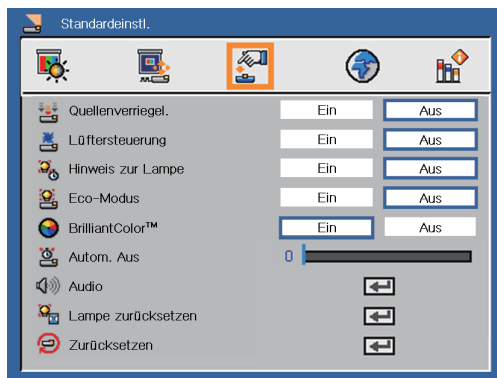 Standardeinstl.
Quellenverriegel. Ein Aus
Lüftersteuerung Ein Aus
Hinweis zur Lampe Ein Aus
Eco-Modus Ein Aus
BrilliantColor™ Ein Aus
Autom. Aus 0
Audio
Lampe zurücksetzen
Zurücksetzen